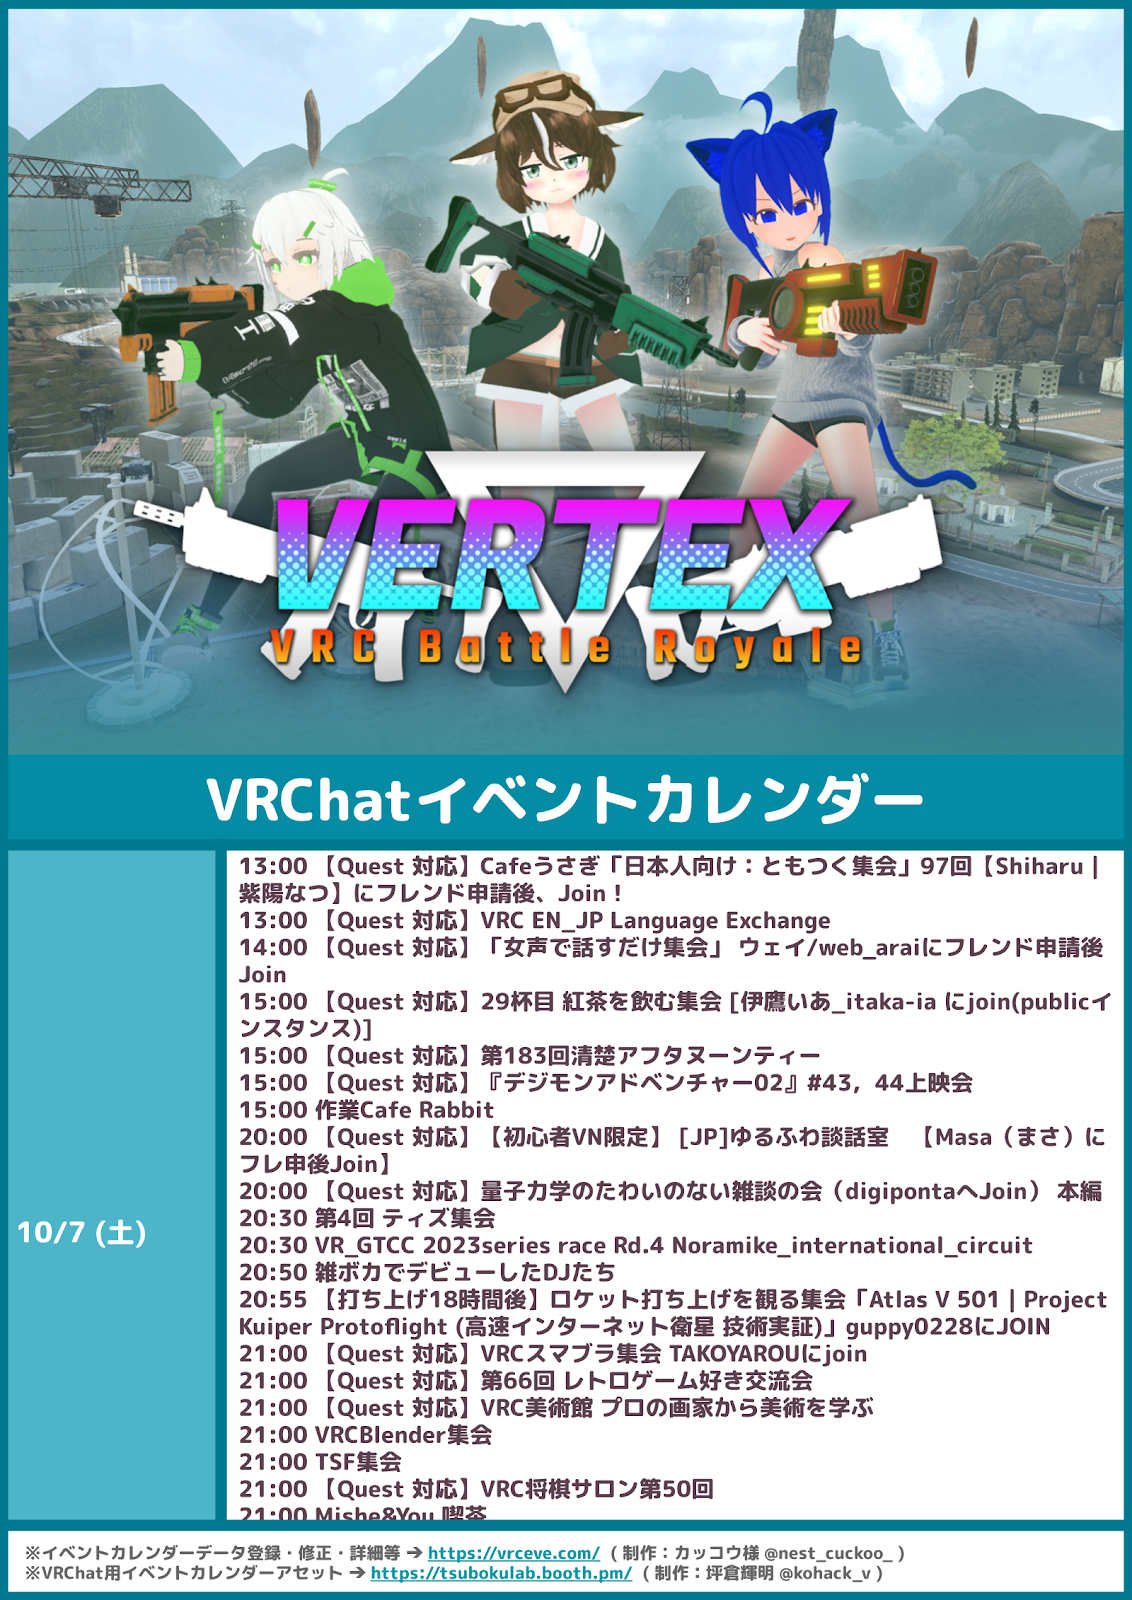 VERTEX
VRC Battle Royale
VRChatイベントカレンダー
10/7 (土)
13:00 【Quest 対応】Cafeうさぎ「日本人向け：ともつく集会」97回【Shiharu |
紫陽なつ】にフレンド申請後、Join！
13:00 【Quest 対応】VRC EN_JP Language Exchange
14:00 【Quest 対応】「女声で話すだけ集会」 ウェイ/web_araiにフレンド申請後
Join
15:00 【Quest 対応】29杯目 紅茶を飲む集会 [伊鷹いあ_itaka-ia にjoin(publicイ
ンスタンス)]
15:00 【Quest 対応】第183回清楚アフタヌーンティー
15:00 【Quest 対応】『デジモンアドベンチャー02』#43，44上映会
15:00 作業Cafe Rabbit
20:00 【Quest 対応】【初心者VN限定】 [JP]ゆるふわ談話室　【Masa（まさ）に
フレ申後Join】
20:00 【Quest 対応】量子力学のたわいのない雑談の会（digipontaへJoin） 本編
20:30 第4回 ティズ集会
20:30 VR_GTCC 2023series race Rd.4 Noramike_international_circuit
20:50 雑ボカでデビューしたDJたち
20:55 【打ち上げ18時間後】ロケット打ち上げを観る集会「Atlas V 501 | Project
Kuiper Protoflight (高速インターネット衛星 技術実証)」guppy0228にJOIN
21:00 【Quest 対応】VRCスマブラ集会 TAKOYAROUにjoin
21:00 【Quest 対応】第66回 レトロゲーム好き交流会
21:00 【Quest 対応】VRC美術館 プロの画家から美術を学ぶ
21:00 VRCBlender集会
21:00 TSF集会
21:00 【Quest 対応】VRC将棋サロン第50回
21:00 Mishe&You 喫茶
※イベントカレンダーデータ登録・修正・詳細等 ➔ https://vrceve.com/ ( 制作：カッコウ様 @nest_cuckoo_ )
※VRChat用イベントカレンダーアセット ➔ https://tsubokulab.booth.pm/ ( 制作：坪倉輝明 @kohack_v )